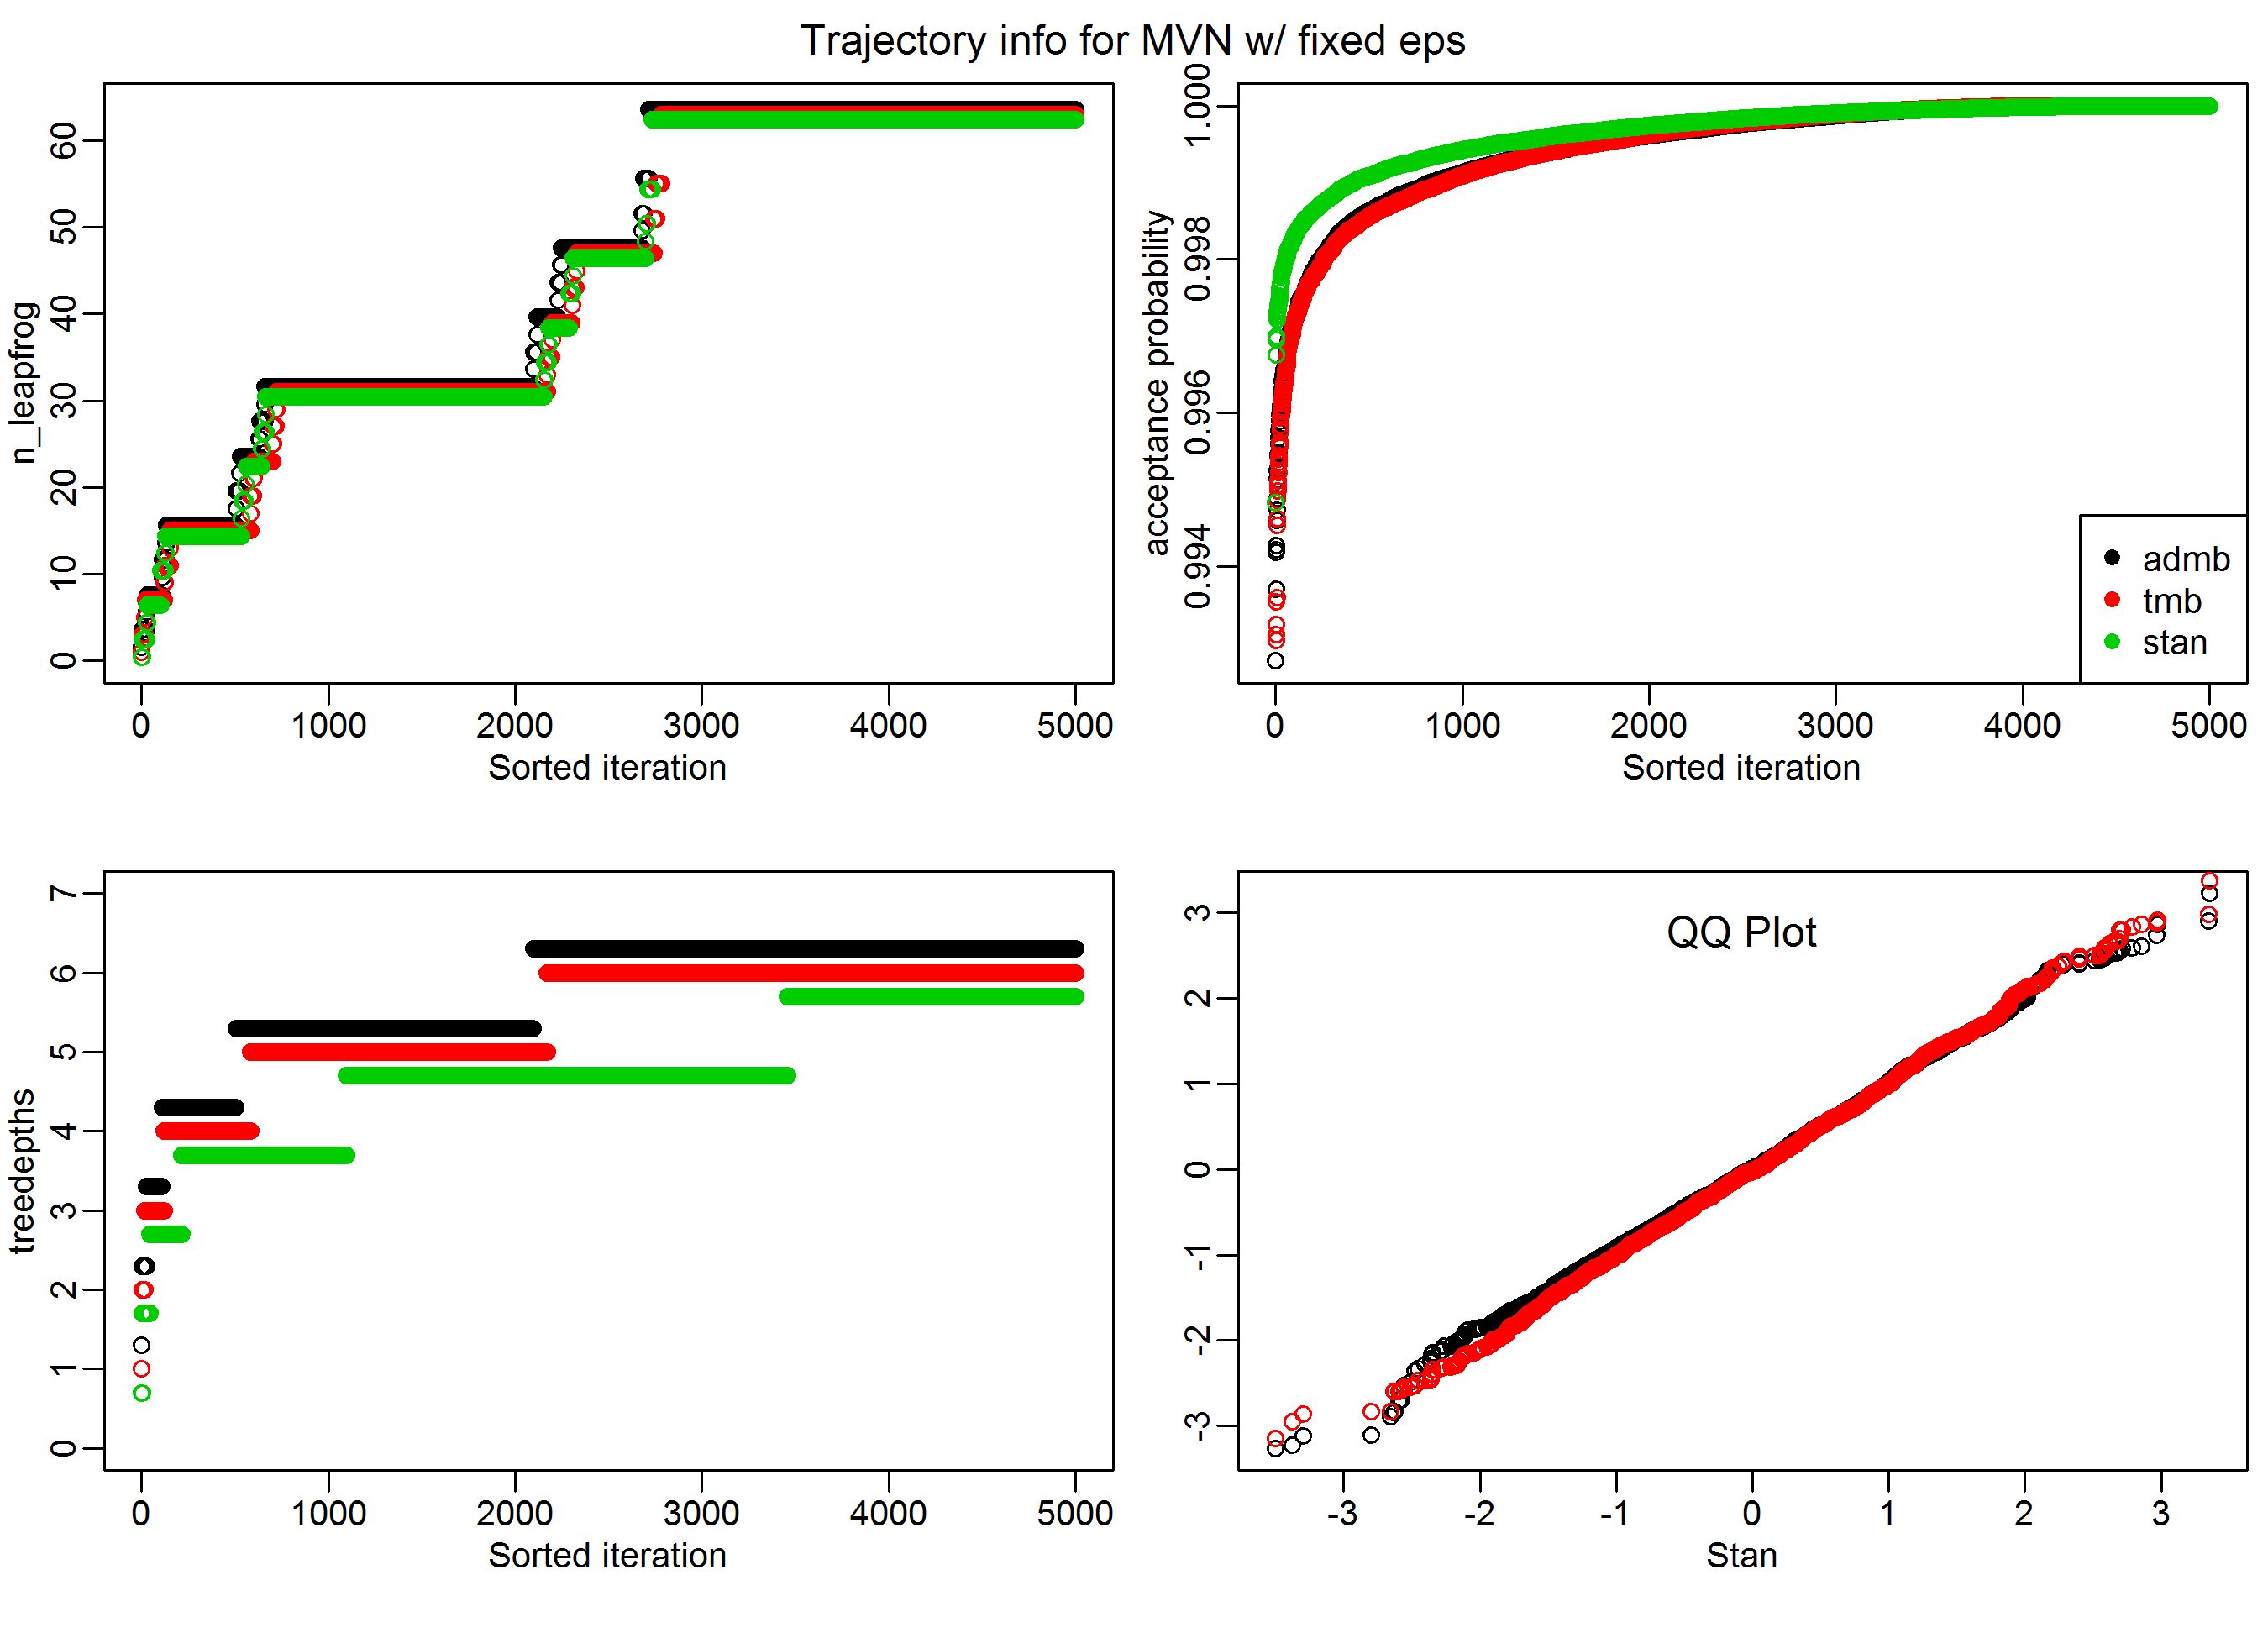 Trajectory info for MVN w/ fixed eps
n_leapfrog
0 10 20 30 40 50 60
0 1000 2000 3000 4000 5000
Sorted iteration
acceptance probability
0.994 0.996 0.998 1.000
admb
tmb
stan
0 1000 2000 3000 4000 5000
Sorted iteration
treedepths
0 1 2 3 4 5 6 7
0 1000 2000 3000 4000 5000
Sorted iteration
QQ Plot
-3 -2 -1 0 1 2 3
-3 -2 -1 0 1 2 3
Stan